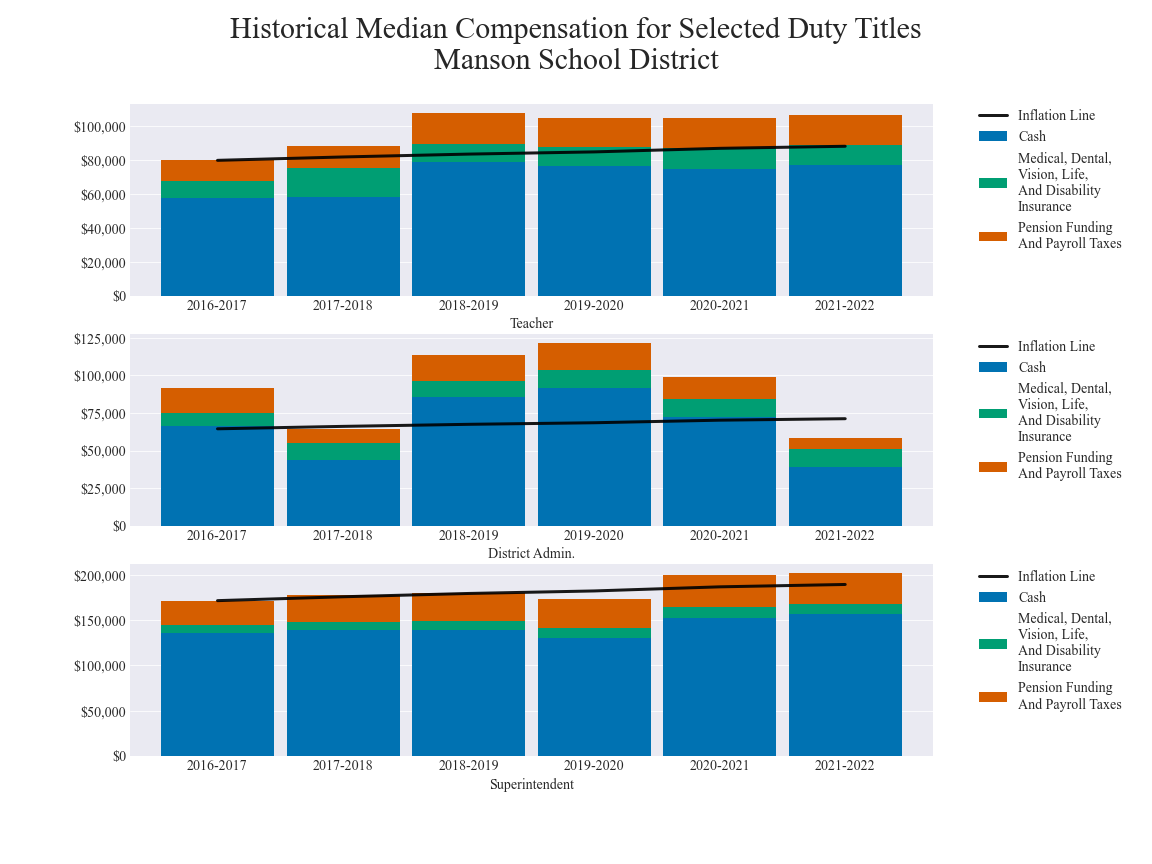 Historical Median Compensation for Selected Duty Titles
Manson School District
$100,000
$80,000
$60,000
$40,000
$20,000
$0
2016-2017 2017-2018 2018-2019 2019-2020 2020-2021 2021-2022
Teacher
Inflation Line
Cash
Medical, Dental,
Vision, Life,
And Disability
Insurance
Pension Funding
And Payroll Taxes
$125,000
$100,000
$75,000
$50,000
$25,000
$0
2016-2017 2017-2018 2018-2019 2019-2020 2020-2021 2021-2022
District Admin.
Inflation Line
Cash
Medical, Dental,
Vision, Life,
And Disability
Insurance
Pension Funding
And Payroll Taxes
$200,000
$150,000
$100,000
$50,000
$0
2016-2017 2017-2018 2018-2019 2019-2020 2020-2021 2021-2022
Superintendent
Inflation Line
Cash
Medical, Dental,
Vision, Life,
And Disability
Insurance
Pension Funding
And Payroll Taxes